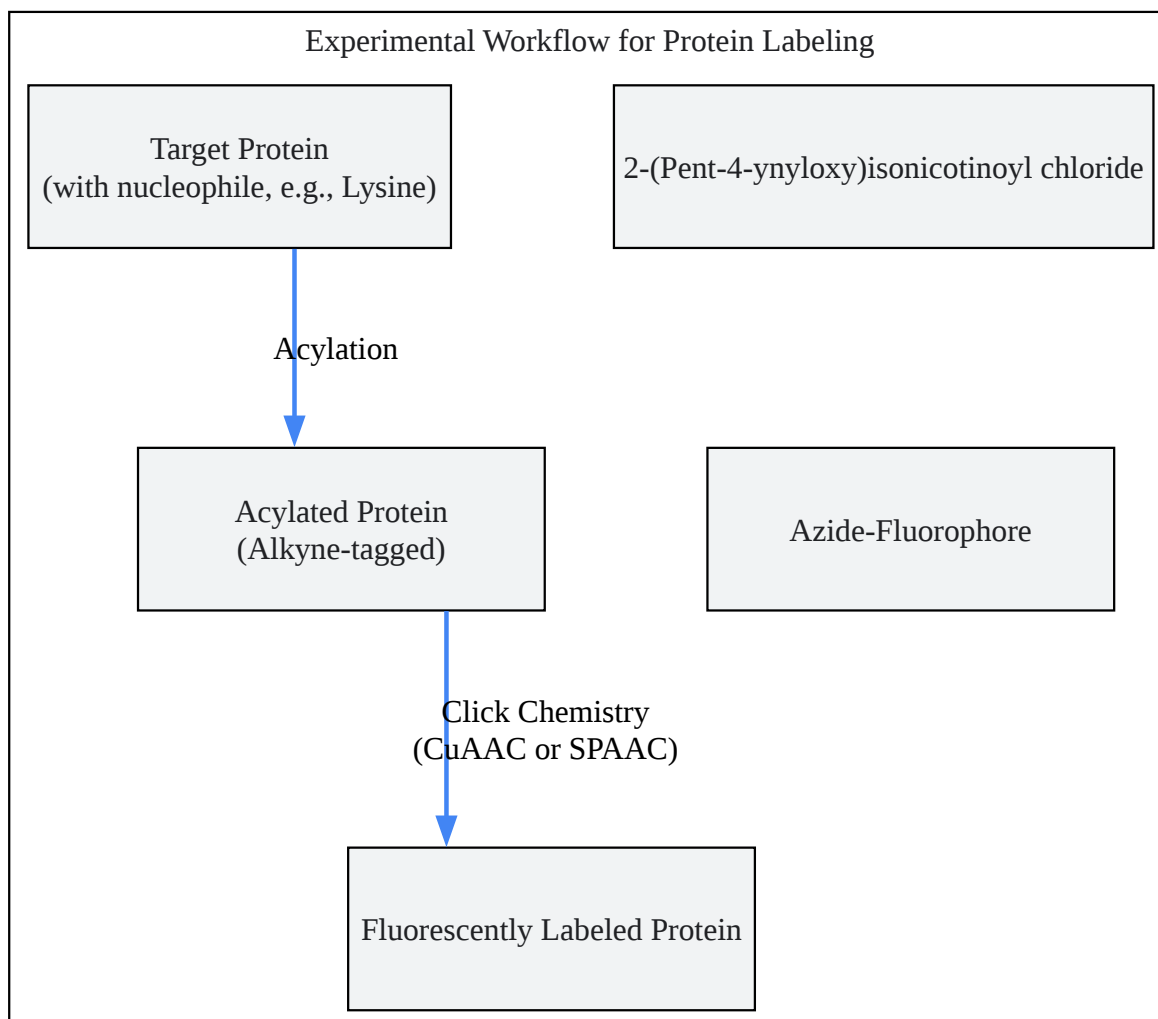 Experimental Workflow for Protein Labeling
Target Protein
(with nucleophile, e.g., Lysine)
2-(Pent-4-ynyloxy)isonicotinoyl chloride
Acylation
Acylated Protein
(Alkyne-tagged)
Azide-Fluorophore
Click Chemistry
(CuAAC or SPAAC)
Fluorescently Labeled Protein